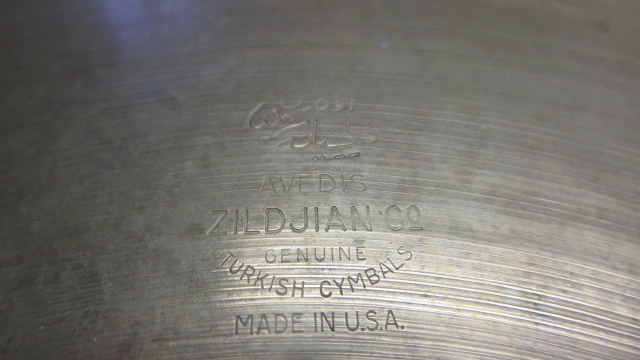 AVEDIS
ZILDJIAN CO
GENUINE
TURKISH CYMBALS
MADE IN U.S.A.